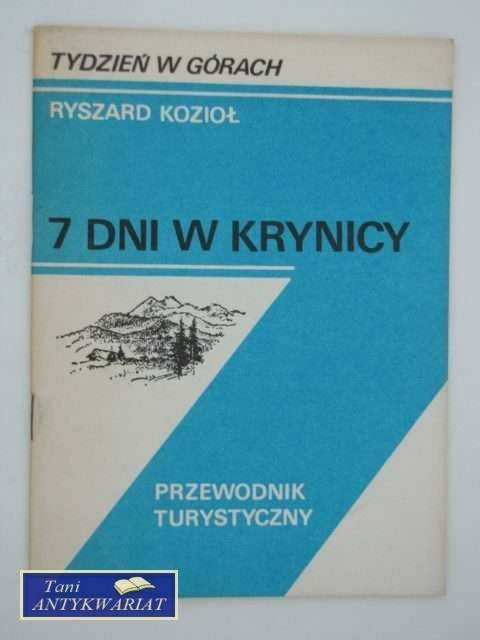 TYDZIEŃ W GÓRACH
RYSZARD KOZIOŁ
7 DNI W KRYNICY
PRZEWODNIK
TURYSTYCZNY
Tani
ANTYKWARIAT